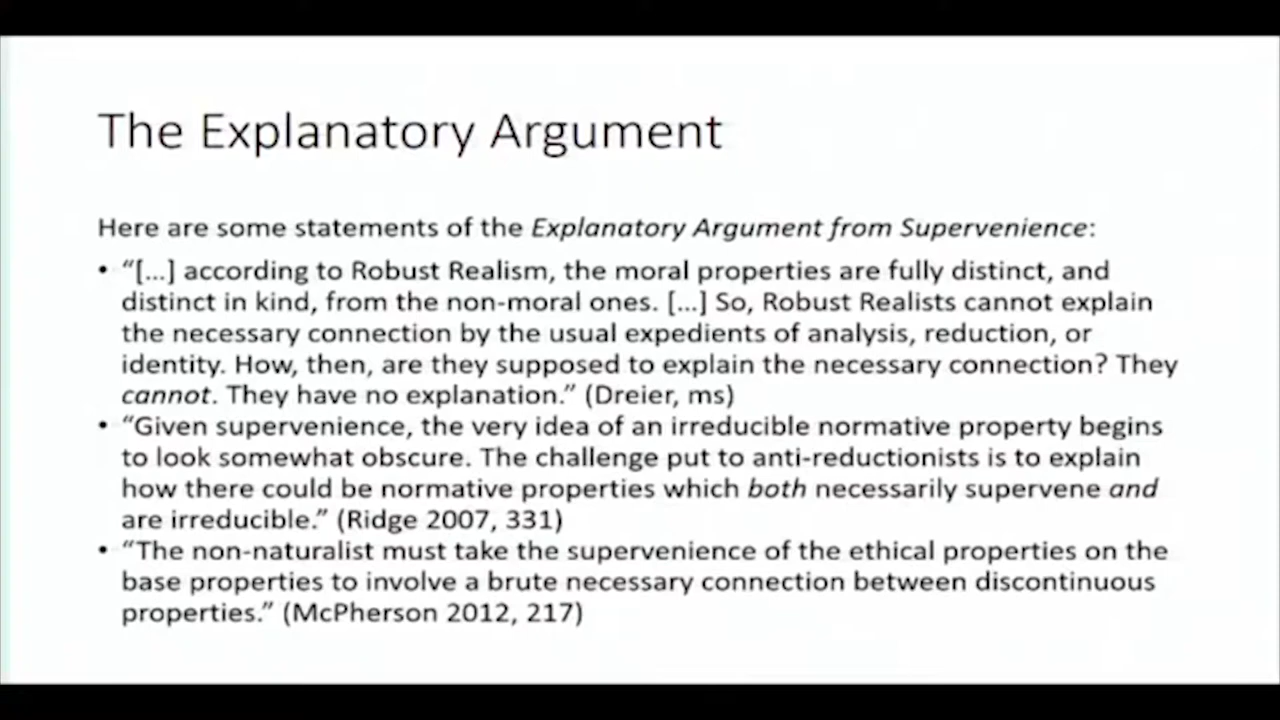 The Explanatory Argument
Here are some statements of the Explanatory Argument from Supervenience:
• “[...] according to Robust Realism, the moral properties are fully distinct, and
distinct in kind, from the non-moral ones. [...] So, Robust Realists cannot explain
the necessary connection by the usual expedients of analysis, reduction, or
identity. How, then, are they supposed to explain the necessary connection? They
cannot. They have no explanation.” (Dreier, ms)
• “Given supervenience, the very idea of an irreducible normative property begins
to look somewhat obscure. The challenge put to anti-reductionists is to explain
how there could be normative properties which both necessarily supervene and
are irreducible.” (Ridge 2007, 331)
• “The non-naturalist must take the supervenience of the ethical properties on the
base properties to involve a brute necessary connection between discontinuous
properties.” (McPherson 2012, 217)